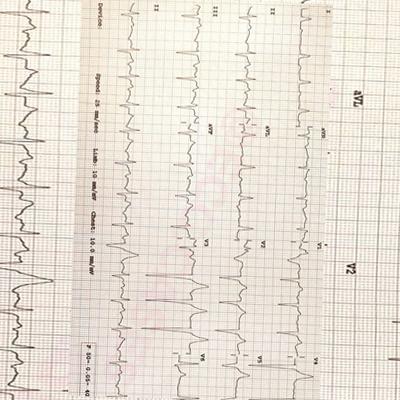 aVL V2
I aVR V1 V4
II aVL V2 V5
III aVF V3 V6
II
Device: Speed: 25 mm/sec Limb: 10 mm/mV Chest: 10.0 mm/mV F 50~ 0.05-40